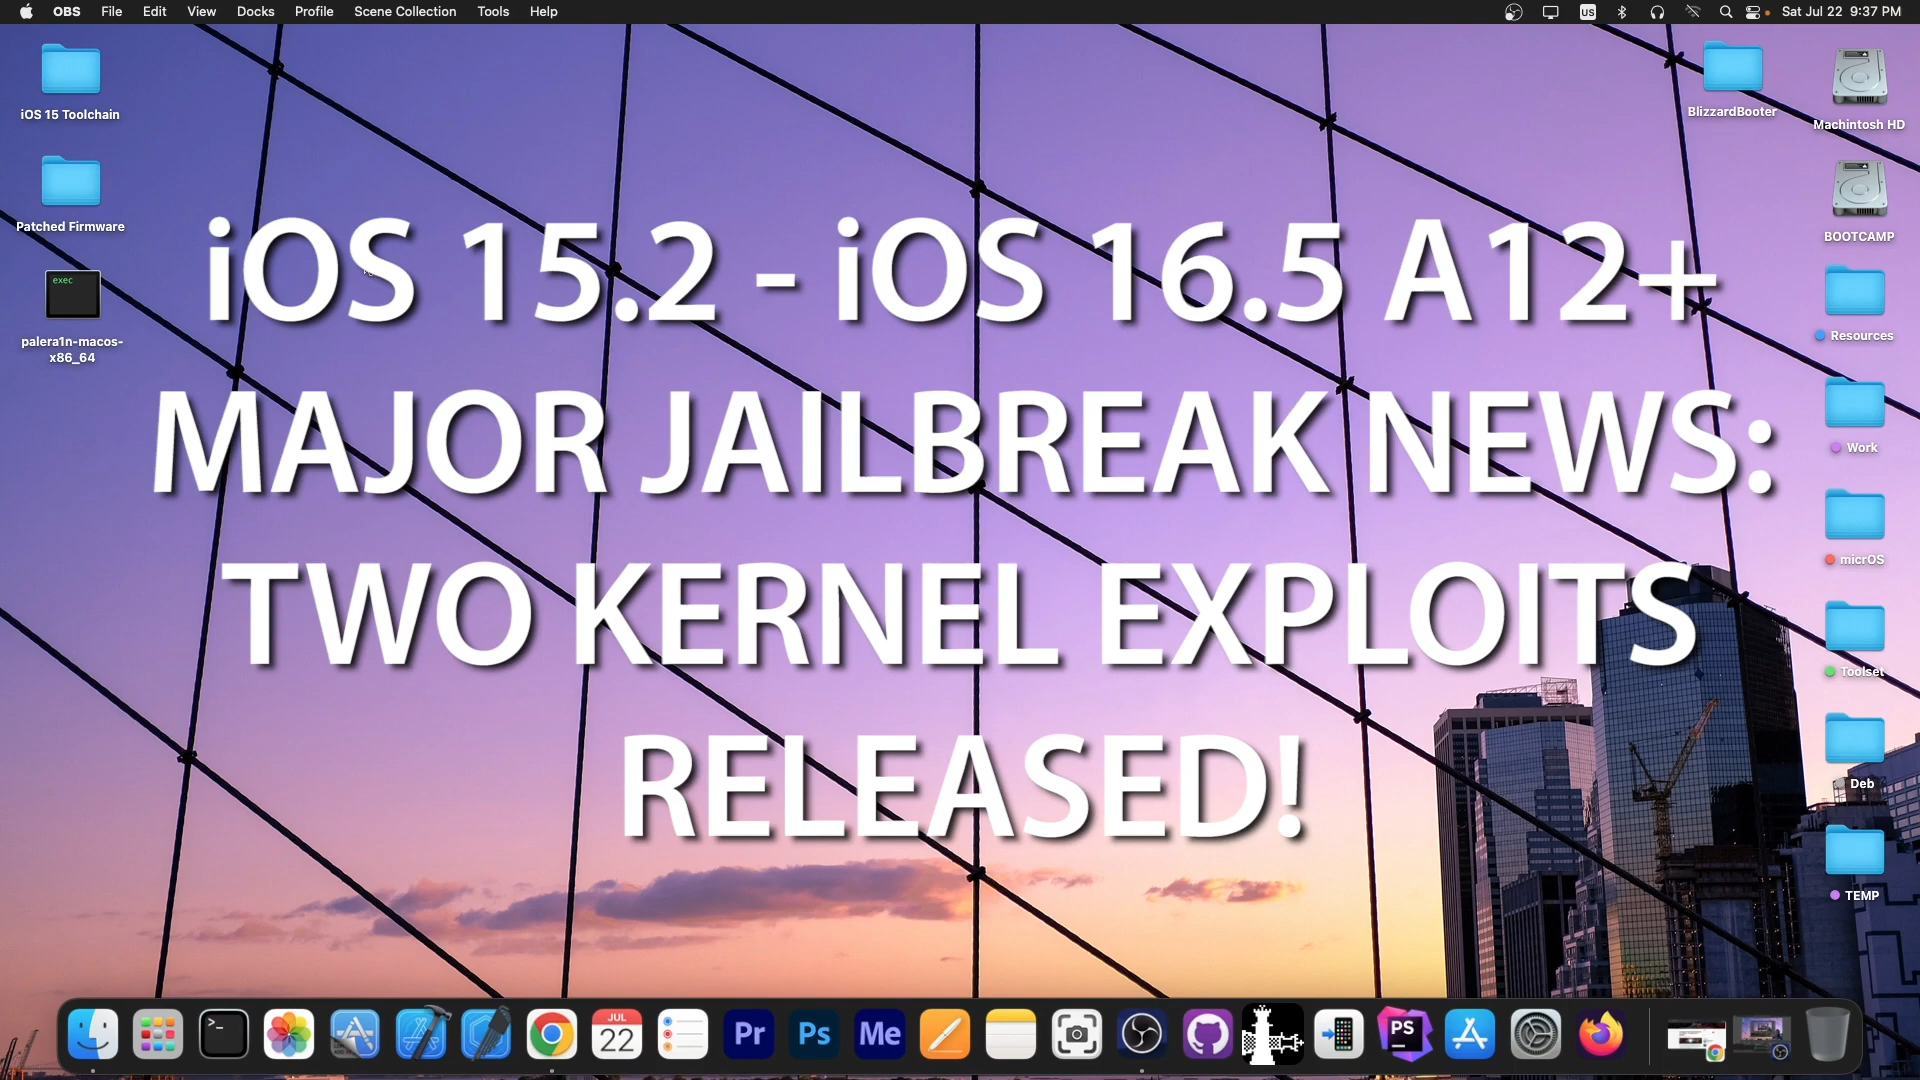 OBS File Edit View Docks Profile Scene Collection Tools Help US Sat Jul 22 9:37 PM
iOS 15 Toolchain
BlizzardBooter
Machintosh HD
Patched Firmware
BOOTCAMP
exec
palera1n-macos-
x86_64
iOS 15.2 - iOS 16.5 A12+
MAJOR JAILBREAK NEWS:
TWO KERNEL EXPLOITS
RELEASED!
Resources
Work
micrOS
Toolset
Deb
TEMP
>_
JUL
22
Pr
Ps
Me
PS